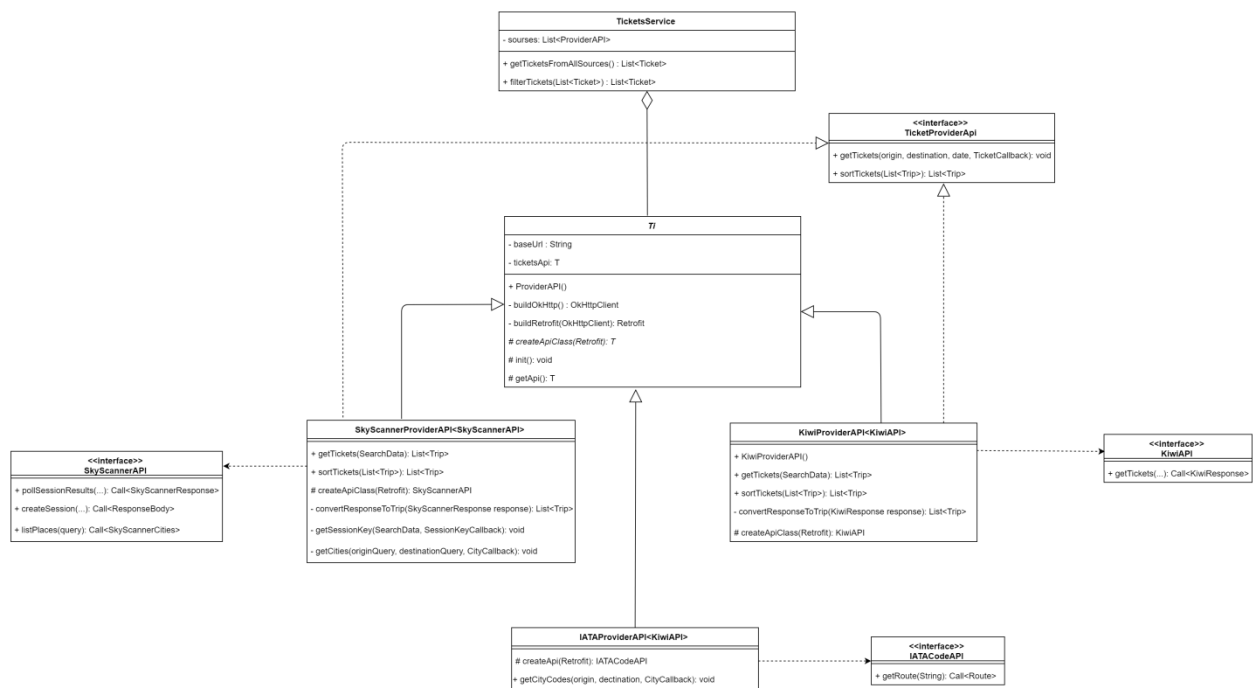 TicketsService
- sourses: List<ProviderAPI>
+ getTicketsFromAllSources() : List<Ticket>
+ filterTickets(List<Ticket>) : List<Ticket>
<<interface>>
TicketProviderApi
+ getTickets(origin, destination, date, TicketCallback): void
+ sortTickets(List<Trip>): List<Trip>
Ti
- baseUrl : String
- ticketsApi: T
+ ProviderAPI()
- buildOkHttp() : OkHttpClient
- buildRetrofit(OkHttpClient): Retrofit
# createApiClass(Retrofit): T
# init(): void
# getApi(): T
SkyScannerProviderAPI<SkyScannerAPI>
+ getTickets(SearchData): List<Trip>
+ sortTickets(List<Trip>): List<Trip>
# createApiClass(Retrofit): SkyScannerAPI
- convertResponseToTrip(SkyScannerResponse response): List<Trip>
- getSessionKey(SearchData, SessionKeyCallback): void
- getCities(originQuery, destinationQuery, CityCallback): void
<<interface>>
SkyScannerAPI
+ pollSessionResults(...): Call<SkyScannerResponse>
+ createSession(...): Call<ResponseBody>
+ listPlaces(query): Call<SkyScannerCities>
KiwiProviderAPI<KiwiAPI>
+ KiwiProviderAPI()
+ getTickets(SearchData): List<Trip>
+ sortTickets(List<Trip>): List<Trip>
- convertResponseToTrip(KiwiResponse response): List<Trip>
# createApiClass(Retrofit): KiwiAPI
<<interface>>
KiwiAPI
+ getTickets(...): Call<KiwiResponse>
IATAProviderAPI<KiwiAPI>
# createApi(Retrofit): IATACodeAPI
+ getCityCodes(origin, dectination, CityCallback): void
<<interface>>
IATACodeAPI
+ getRoute(String): Call<Route>